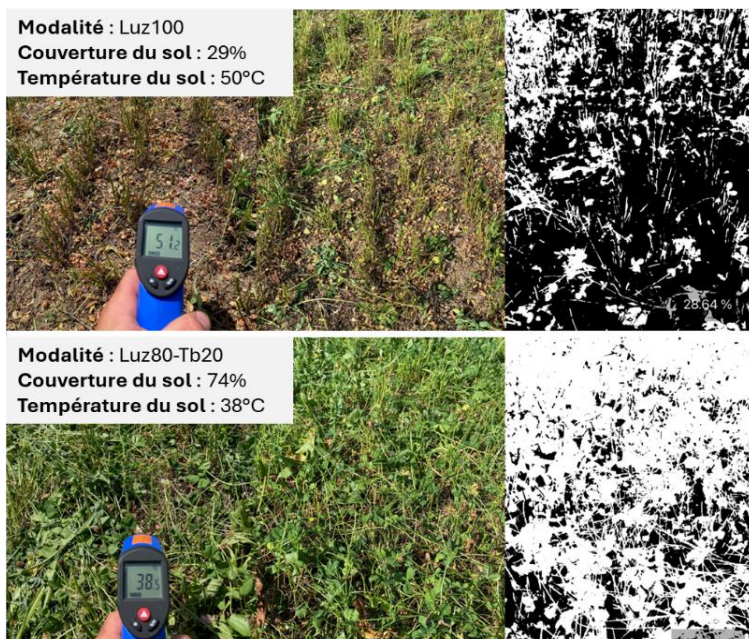 Modalité : Luz100
Couverture du sol : 29%
Température du sol : 50°C
51.2
28.64 %
Modalité : Luz80-Tb20
Couverture du sol : 74%
Température du sol : 38°C
38.5